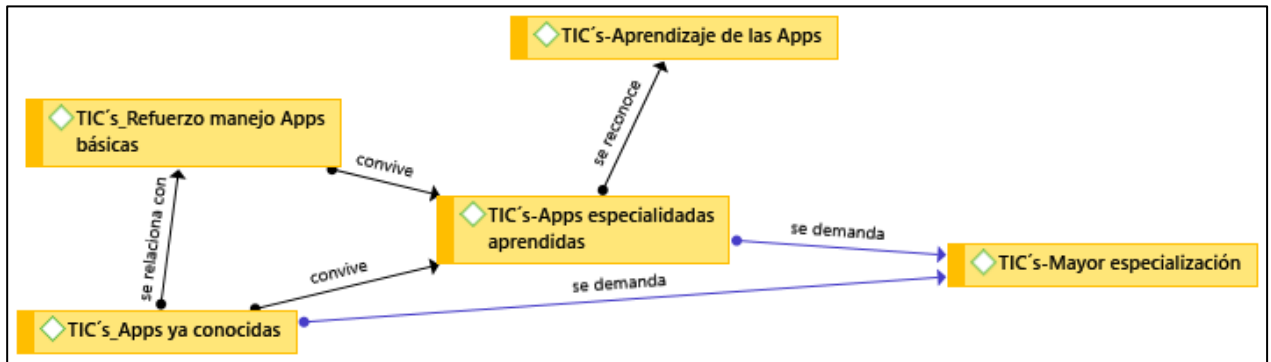 TIC´s-Aprendizaje de las Apps
TIC´s_Refuerzo manejo Apps
básicas
se reconoce
convive
se relaciona con
TIC´s-Apps especialidadas
aprendidas
se demanda
TIC´s-Mayor especialización
convive
se demanda
TIC´s_Apps ya conocidas